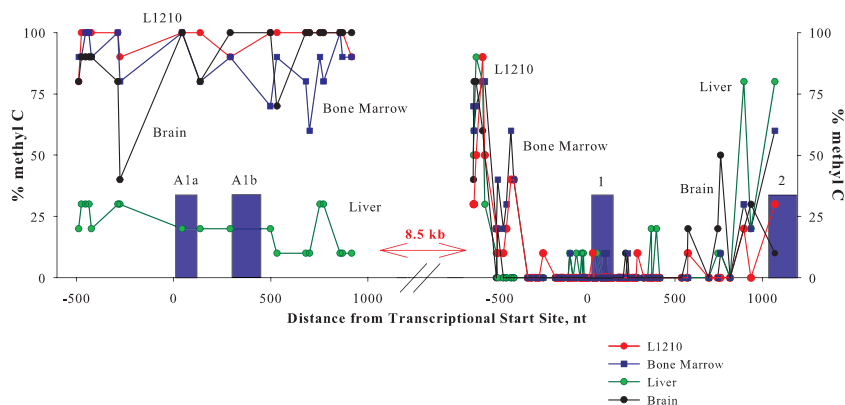 L1210
100
75
50
25
0
% methyl C
Brain
Bone Marrow
A1a
A1b
Liver
-500
0
500
1000
8.5 kb
L1210
Bone Marrow
Liver
Brain
1
2
100
75
50
25
0
% methyl C
-500
0
500
1000
Distance from Transcriptional Start Site, nt
L1210
Bone Marrow
Liver
Brain